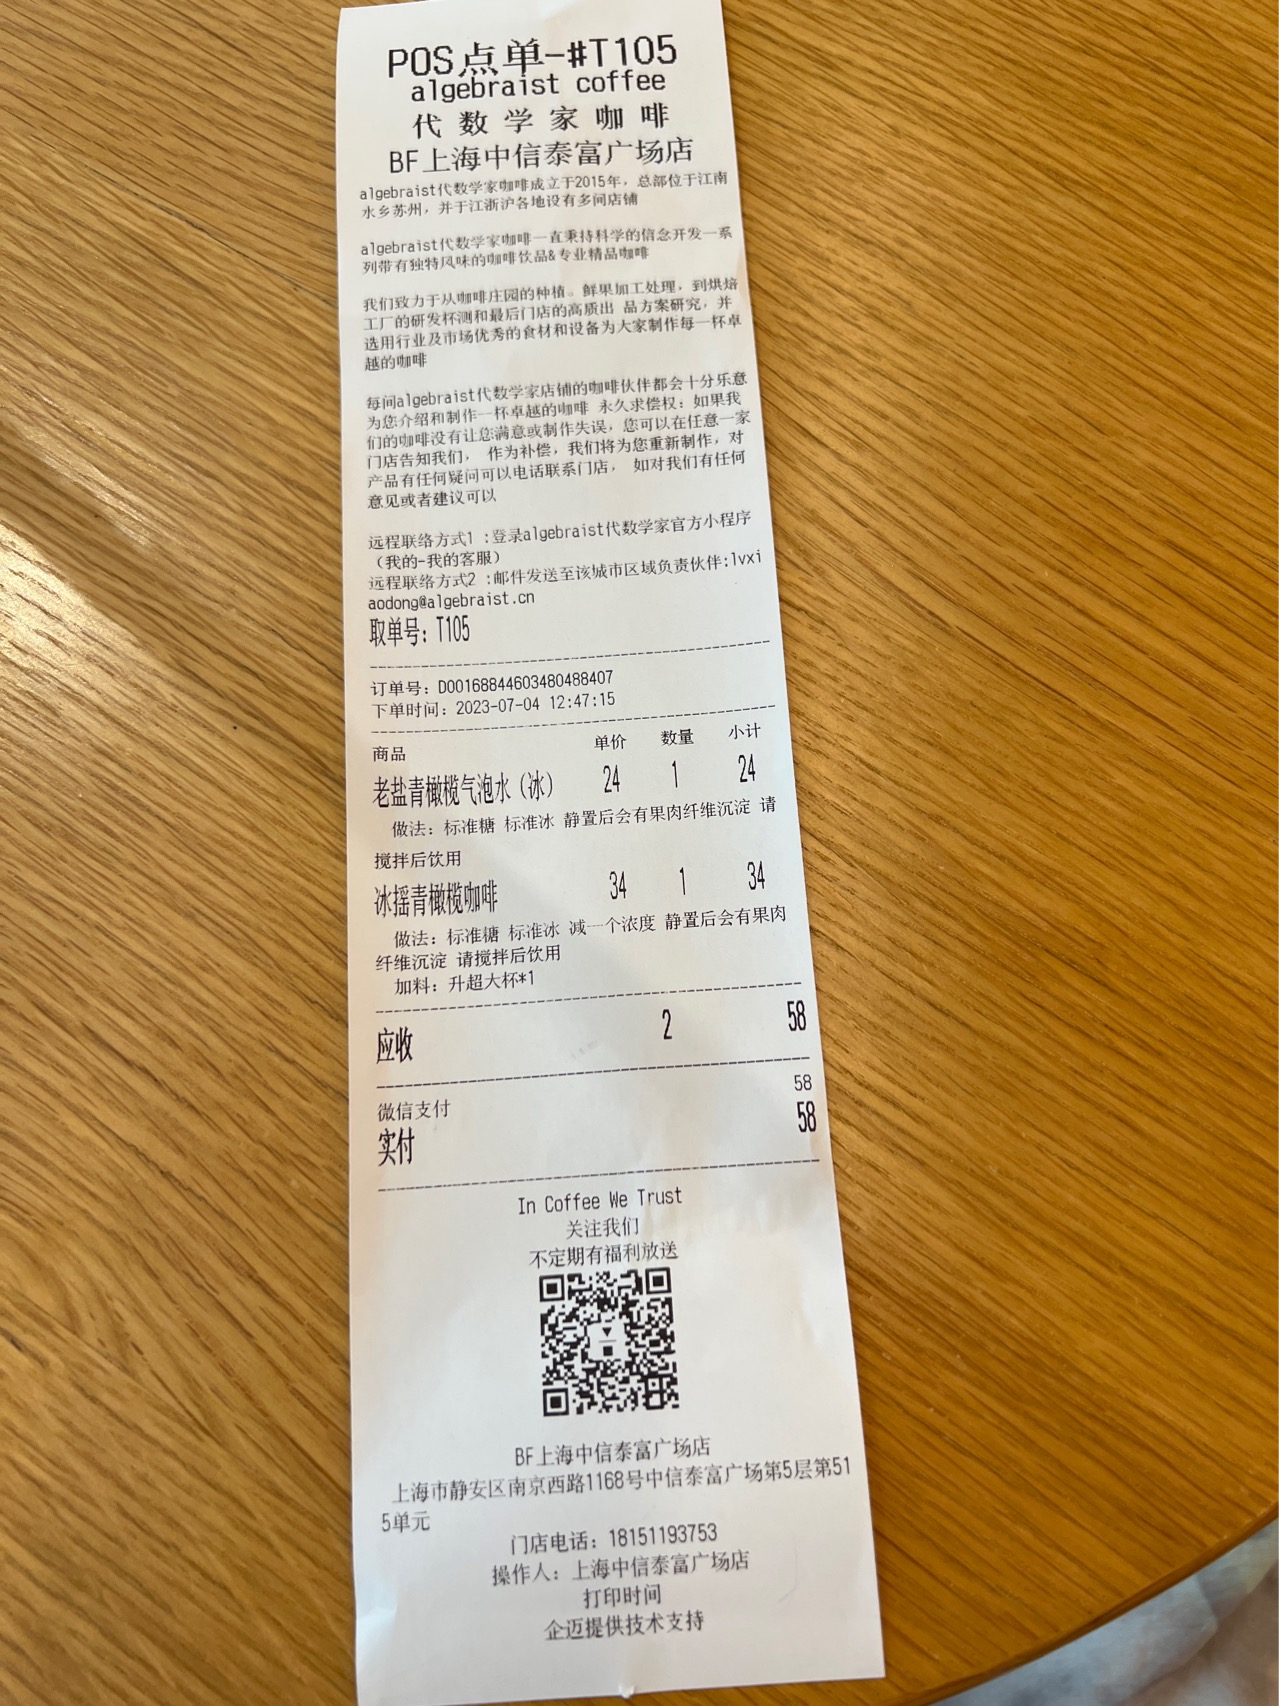 POS点单-#T105
algebraist coffee
代数学家咖啡
BF上海中信泰富广场店
algebraist代数学家咖啡成立于2015年，总部位于江南
水乡苏州，并于江浙沪各地设有多间店铺
algebraist代数学家咖啡一直秉持科学的信念开发一系
列带有独特风味的咖啡饮品&专业精品咖啡
我们致力于从咖啡庄园的种植。鲜果加工处理，到烘焙
工厂的研发杯测和最后门店的高质出 品方案研究，并
选用行业及市场优秀的食材和设备为大家制作每一杯卓
越的咖啡
每间algebraist代数学家店铺的咖啡伙伴都会十分乐意
为您介绍和制作一杯卓越的咖啡 永久求偿权：如果我
们的咖啡没有让您满意或制作失误，您可以在任意一家
门店告知我们， 作为补偿，我们将为您重新制作，对
产品有任何疑问可以电话联系门店， 如对我们有任何
意见或者建议可以
远程联络方式1 :登录algebraist代数学家官方小程序
（我的-我的客服）
远程联络方式2 :邮件发送至该城市区域负责伙伴:lvxi
aodong@algebraist.cn
取单号：T105
订单号：D00168844603480488407
下单时间：2023-07-04 12:47:15
商品 单价 数量 小计
老盐青橄榄气泡水（冰） 24 1 24
做法：标准糖 标准冰 静置后会有果肉纤维沉淀 请
搅拌后饮用
冰摇青橄榄咖啡 34 1 34
做法：标准糖 标准冰 减一个浓度 静置后会有果肉
纤维沉淀 请搅拌后饮用
加料：升超大杯*1
应收 2 58
微信支付 58
实付 58
In Coffee We Trust
关注我们
不定期有福利放送
BF上海中信泰富广场店
上海市静安区南京西路1168号中信泰富广场第5层第51
5单元
门店电话：18151193753
操作人：上海中信泰富广场店
打印时间
企迈提供技术支持